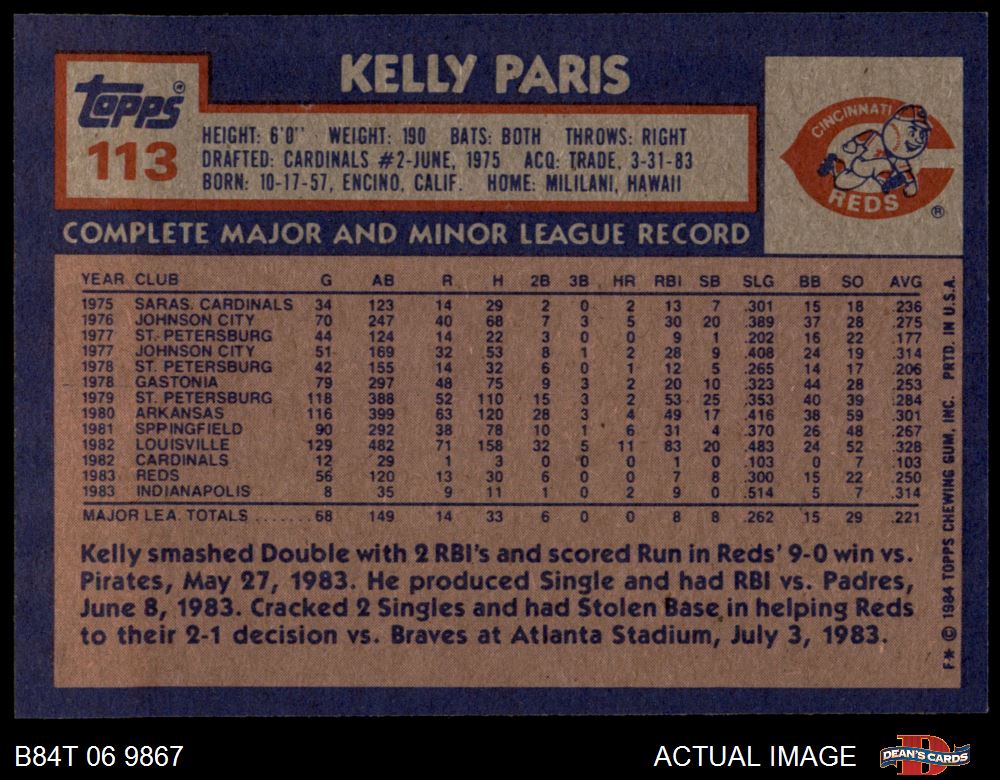 KELLY PARIS
Topps®
113
HEIGHT: 6'0" WEIGHT: 190 BATS: BOTH THROWS: RIGHT
DRAFTED: CARDINALS #2-JUNE, 1975 ACQ: TRADE, 3-31-83
BORN: 10-17-57, ENCINO, CALIF. HOME: MILILANI, HAWAII
CINCINNATI
REDS
®
COMPLETE MAJOR AND MINOR LEAGUE RECORD
YEAR CLUB G AB R H 2B 3B HR RBI SB SLG BB SO AVG
1975 SARAS. CARDINALS 34 123 14 29 2 0 2 13 7 .301 15 18 .236
1976 JOHNSON CITY 70 247 40 68 7 3 5 30 20 .389 37 28 .275
1977 ST. PETERSBURG 44 124 14 22 3 0 0 9 1 .202 16 22 .177
1977 JOHNSON CITY 51 169 32 53 8 1 2 28 9 .408 24 19 .314
1978 ST. PETERSBURG 42 155 14 32 6 0 1 12 5 .265 14 17 .206
1978 GASTONIA 79 297 48 75 9 3 2 20 10 .323 44 28 .253
1979 ST. PETERSBURG 118 388 52 110 15 3 2 53 25 .353 40 39 .284
1980 ARKANSAS 116 399 63 120 28 3 4 49 17 .416 38 59 .301
1981 SPPINGFIELD 90 292 38 78 10 1 6 31 4 .370 26 48 .267
1982 LOUISVILLE 129 482 71 158 32 5 11 83 20 .483 24 52 .328
1982 CARDINALS 12 29 1 3 0 0 0 1 0 .103 0 7 .103
1983 REDS 56 120 13 30 6 0 0 7 8 .300 15 22 .250
1983 INDIANAPOLIS 8 35 9 11 1 0 2 9 0 .514 5 7 .314
MAJOR LEA. TOTALS ....... 68 149 14 33 6 0 0 8 8 .262 15 29 .221
Kelly smashed Double with 2 RBI's and scored Run in Reds' 9-0 win vs.
Pirates, May 27, 1983. He produced Single and had RBI vs. Padres,
June 8, 1983. Cracked 2 Singles and had Stolen Base in helping Reds
to their 2-1 decision vs. Braves at Atlanta Stadium, July 3, 1983.
F* © 1984 TOPPS CHEWING GUM, INC. PRTD. IN U.S.A.
B84T 06 9867
ACTUAL IMAGE
DEAN'S CARDS